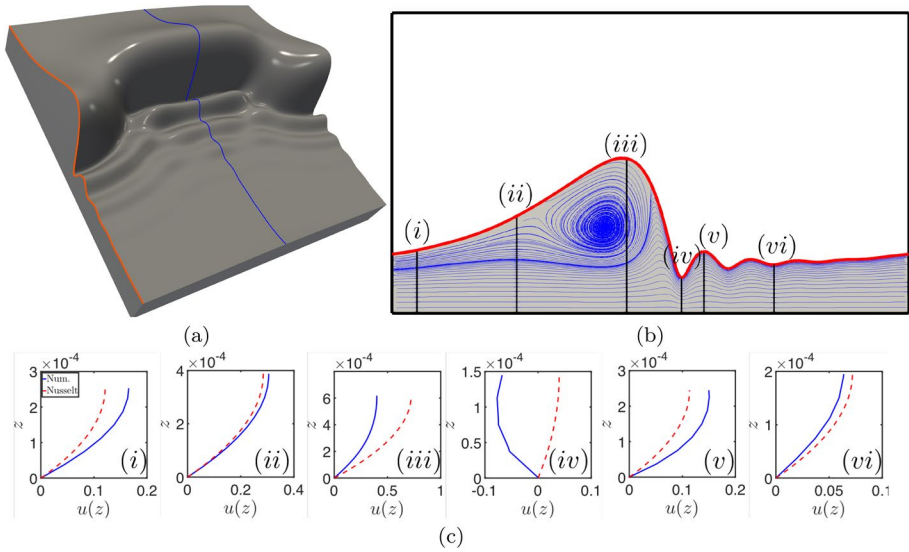 (iii)
(ii)
(i)
(iv)
(v)
(vi)
(a)
(b)
×10⁻⁴
3
2
1
0
z
Num.
Nusselt
(i)
0 0.1 0.2
u(z)
×10⁻⁴
4
2
0
z
(ii)
0 0.2 0.4
u(z)
×10⁻⁴
8
6
4
2
0
z
(iii)
0 0.5 1
u(z)
×10⁻⁴
1.5
1
0.5
0
z
(iv)
-0.1 0 0.1
u(z)
×10⁻⁴
3
2
1
0
z
(v)
0 0.1 0.2
u(z)
×10⁻⁴
2
1
0
z
(vi)
0 0.05 0.1
u(z)
(c)